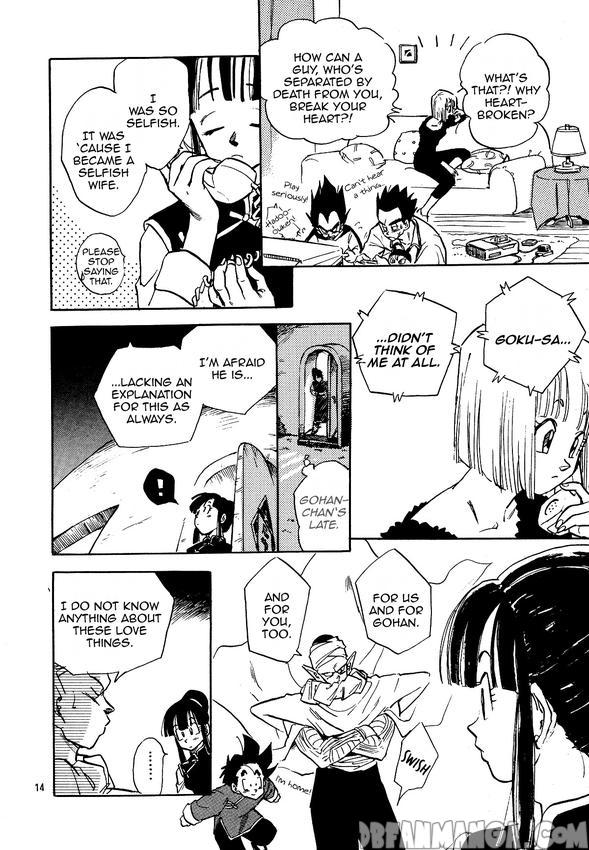 WHAT'S
THAT?! WHY
HEART-
BROKEN?
HOW CAN A
GUY, WHO'S
SEPARATED BY
DEATH FROM YOU,
BREAK YOUR
HEART?!
Play
seriously!
Can't hear
a thing.
Hadoo-
ouken!
I
WAS SO
SELFISH.
IT WAS
'CAUSE I
BECAME A
SELFISH
WIFE.
PLEASE
STOP
SAYING
THAT.
GOKU-SA...
...DIDN'T
THINK OF
ME AT ALL.
GOHAN-
CHAN'S
LATE.
I'M AFRAID
HE IS...
...LACKING AN
EXPLANATION
FOR THIS AS
ALWAYS.
!
FOR US
AND FOR
GOHAN.
AND
FOR YOU,
TOO.
SWISH
I'm home!
I DO NOT KNOW
ANYTHING ABOUT
THESE LOVE
THINGS.
......
14
DBFANMANGA.COM